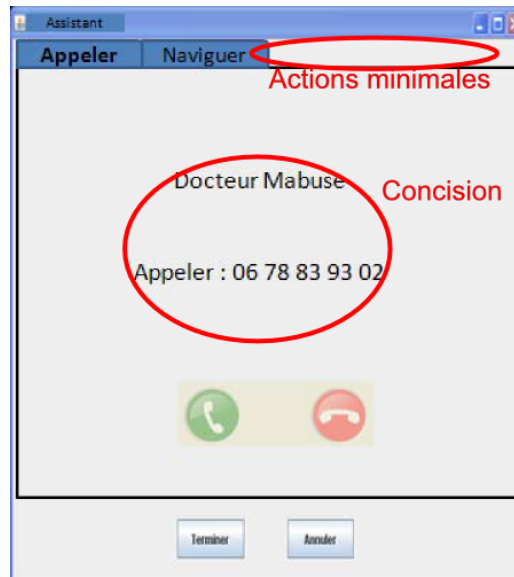 Assistant
Appeler Naviguer
Actions minimales
Docteur Mabuse
Concision
Appeler : 06 78 83 93 02
Terminer Annuler